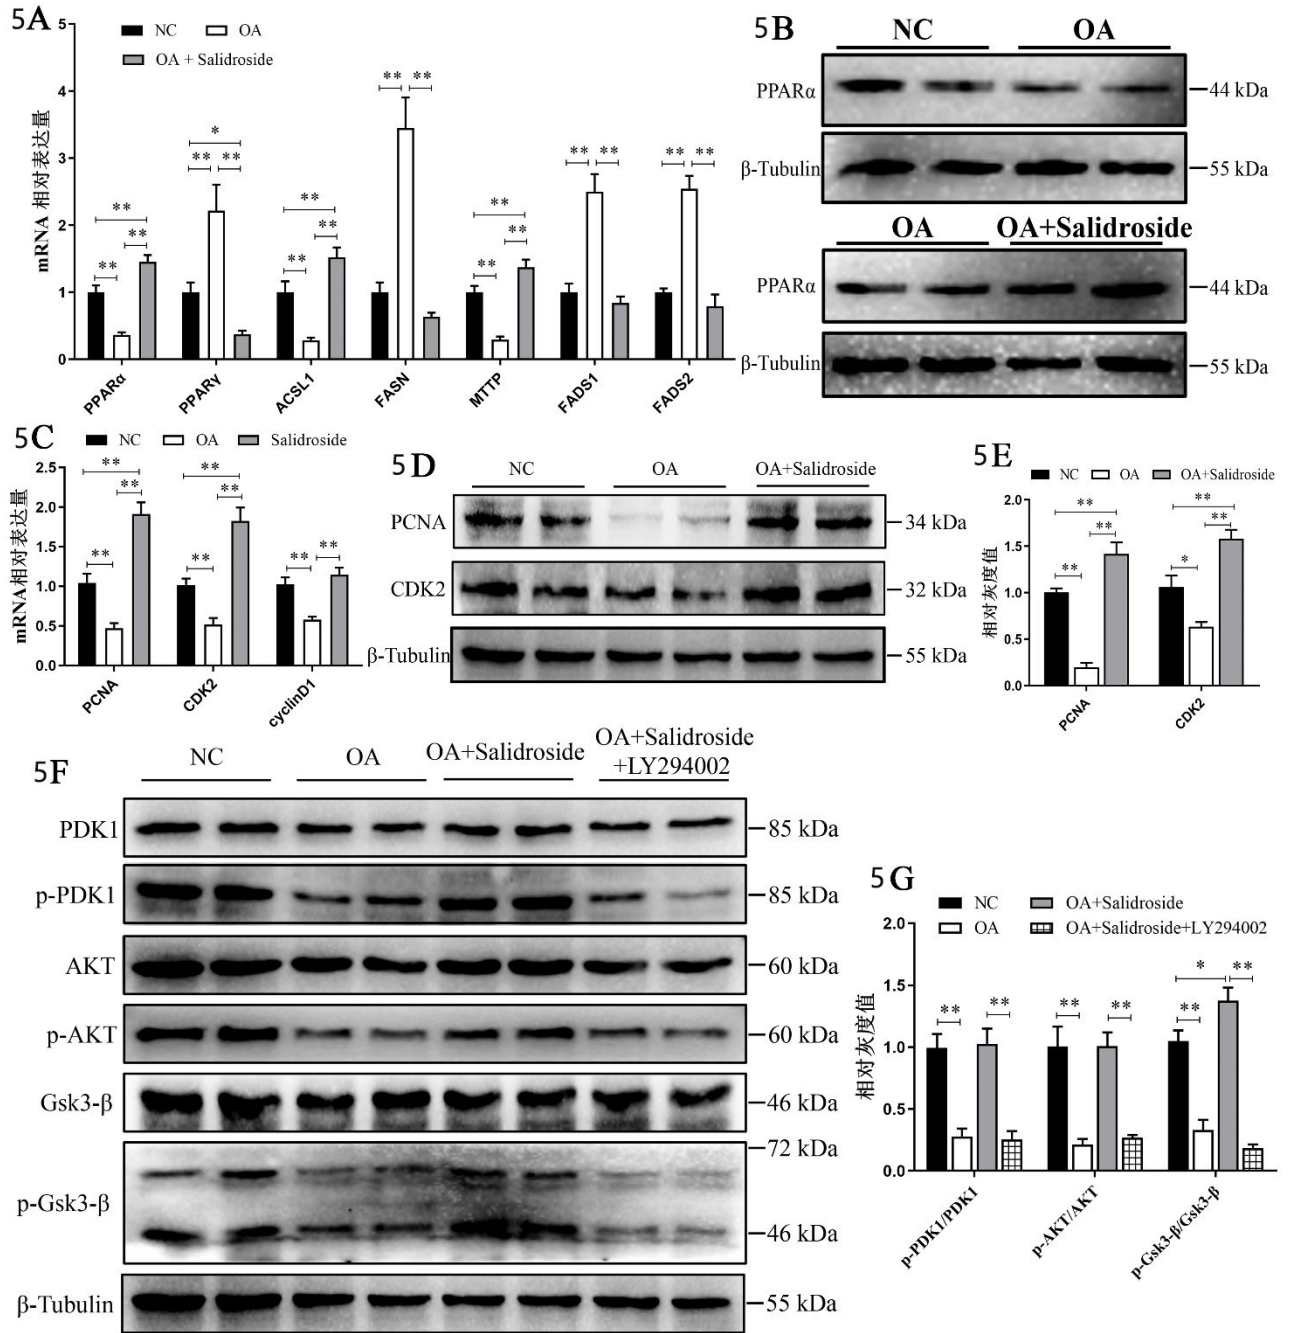 5A
NC
OA
OA + Salidroside
mRNA 相对表达量
5
4
3
2
1
0
** **
*
** **
**
**
**
**
**
**
**
**
**
** **
** **
PPARα
PPARγ
ACSL1
FASN
MTTP
FADS1
FADS2
5B
NC
OA
PPARα
44 kDa
β-Tubulin
55 kDa
OA
OA+Salidroside
PPARα
44 kDa
β-Tubulin
55 kDa
5C
NC
OA
Salidroside
mRNA相对表达量
2.5
2.0
1.5
1.0
0.5
0.0
**
**
**
**
**
**
**
**
PCNA
CDK2
cyclinD1
5D
NC
OA
OA+Salidroside
PCNA
34 kDa
CDK2
32 kDa
β-Tubulin
55 kDa
5E
NC
OA
OA+Salidroside
相对灰度值
2.0
1.5
1.0
0.5
0.0
**
**
**
**
**
*
PCNA
CDK2
5F
NC
OA
OA+Salidroside
OA+Salidroside
+LY294002
PDK1
85 kDa
p-PDK1
85 kDa
AKT
60 kDa
p-AKT
60 kDa
Gsk3-β
46 kDa
72 kDa
p-Gsk3-β
46 kDa
β-Tubulin
55 kDa
5G
NC
OA+Salidroside
OA
OA+Salidroside+LY294002
相对灰度值
2.0
1.5
1.0
0.5
0.0
**
**
**
**
*
**
**
p-PDK1/PDK1
p-AKT/AKT
p-Gsk3-β/Gsk3-β